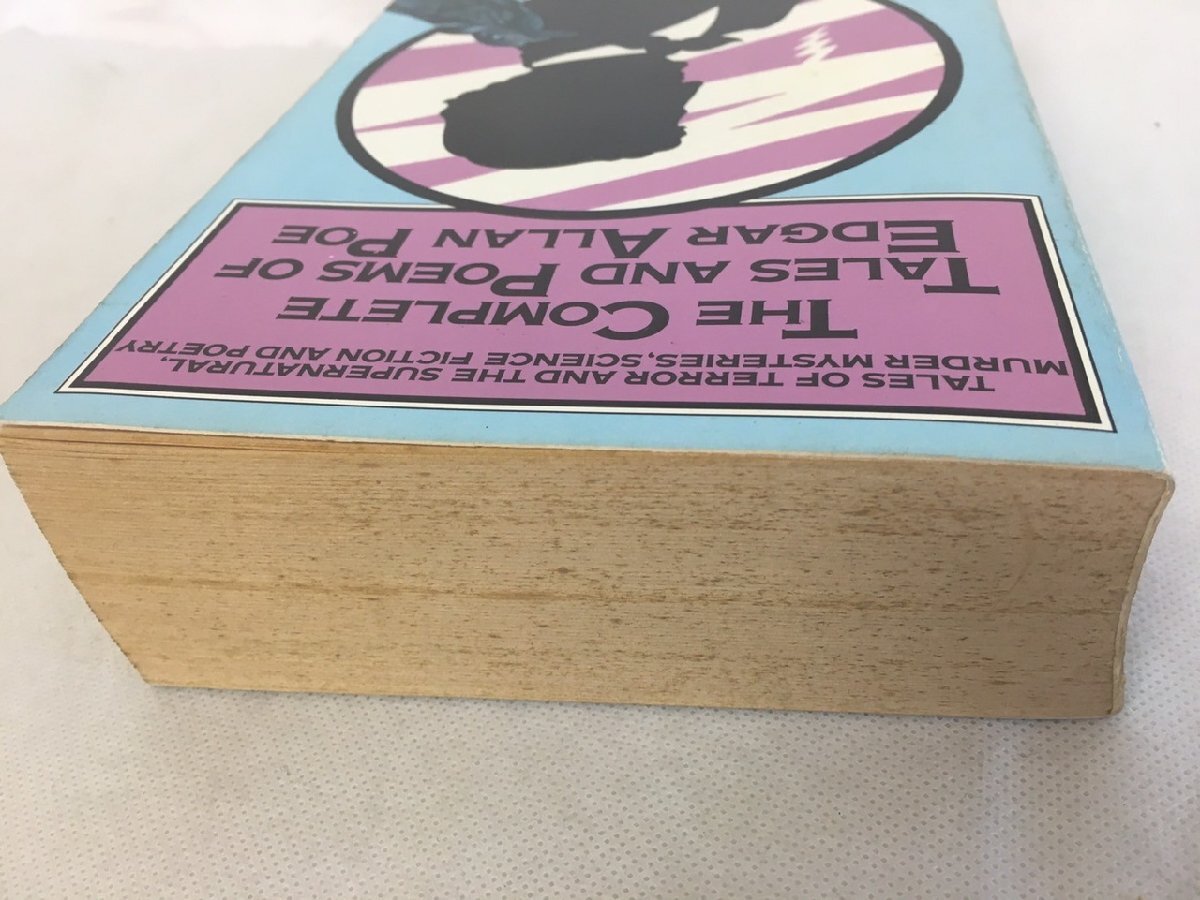 THE COMPLETE
TALES AND POEMS OF
EDGAR ALLAN POE
TALES OF TERROR AND THE SUPERNATURAL,
MURDER MYSTERIES, SCIENCE FICTION AND POETRY